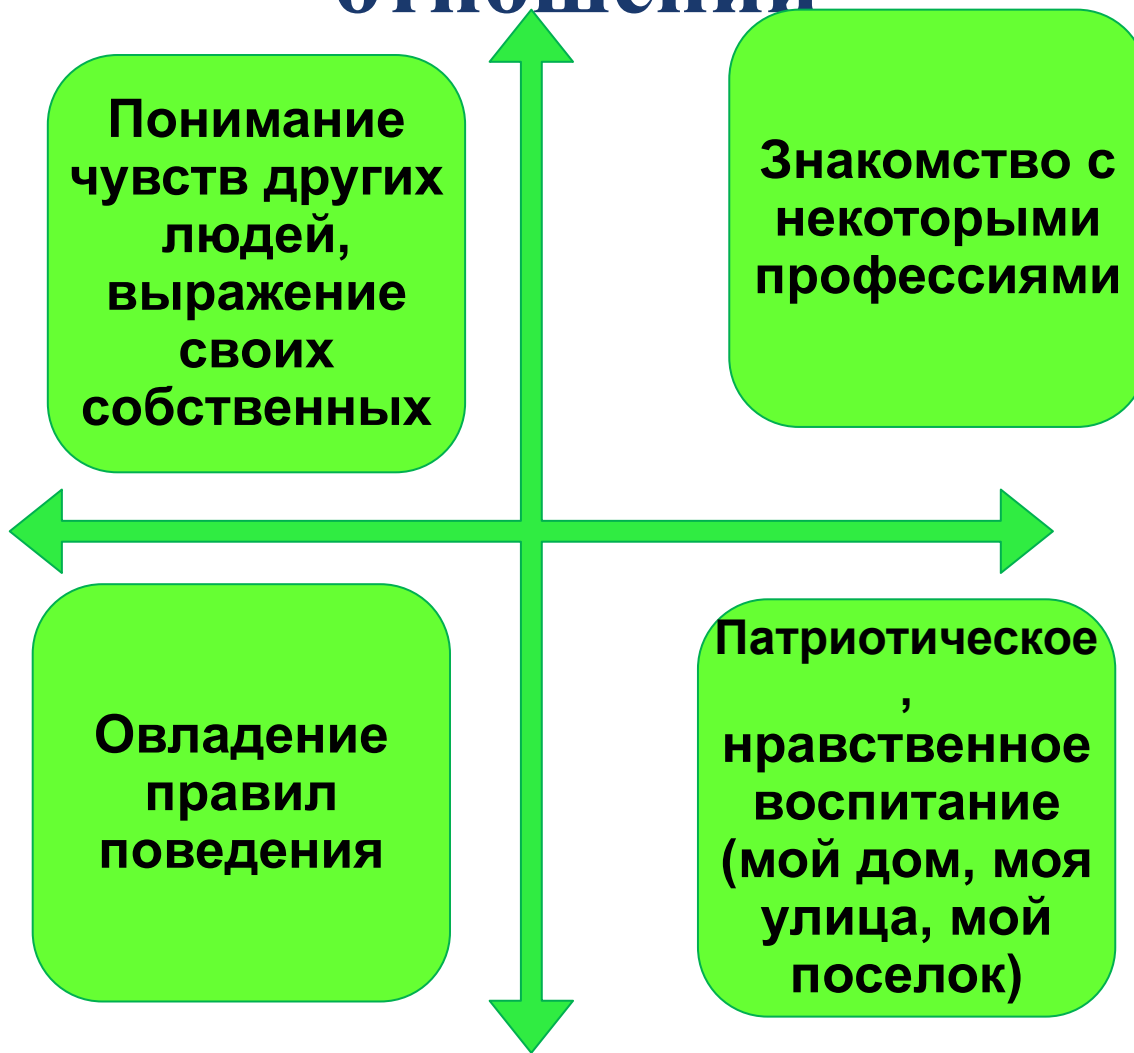 Понимание
чувств других
людей,
выражение
своих
собственных
Знакомство с
некоторыми
профессиями
Овладение
правил
поведения
Патриотическое
,
нравственное
воспитание
(мой дом, моя
улица, мой
поселок)